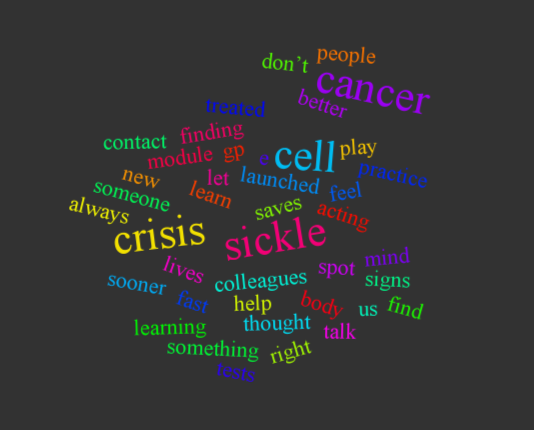 don't people
cancer
better
treated
contact finding
cell play
module gp e
practice
new let launched feel
someone learn
always saves acting
crisis sickle
lives spot mind
colleagues signs
sooner
fast help body us find
learning thought talk
something right
tests